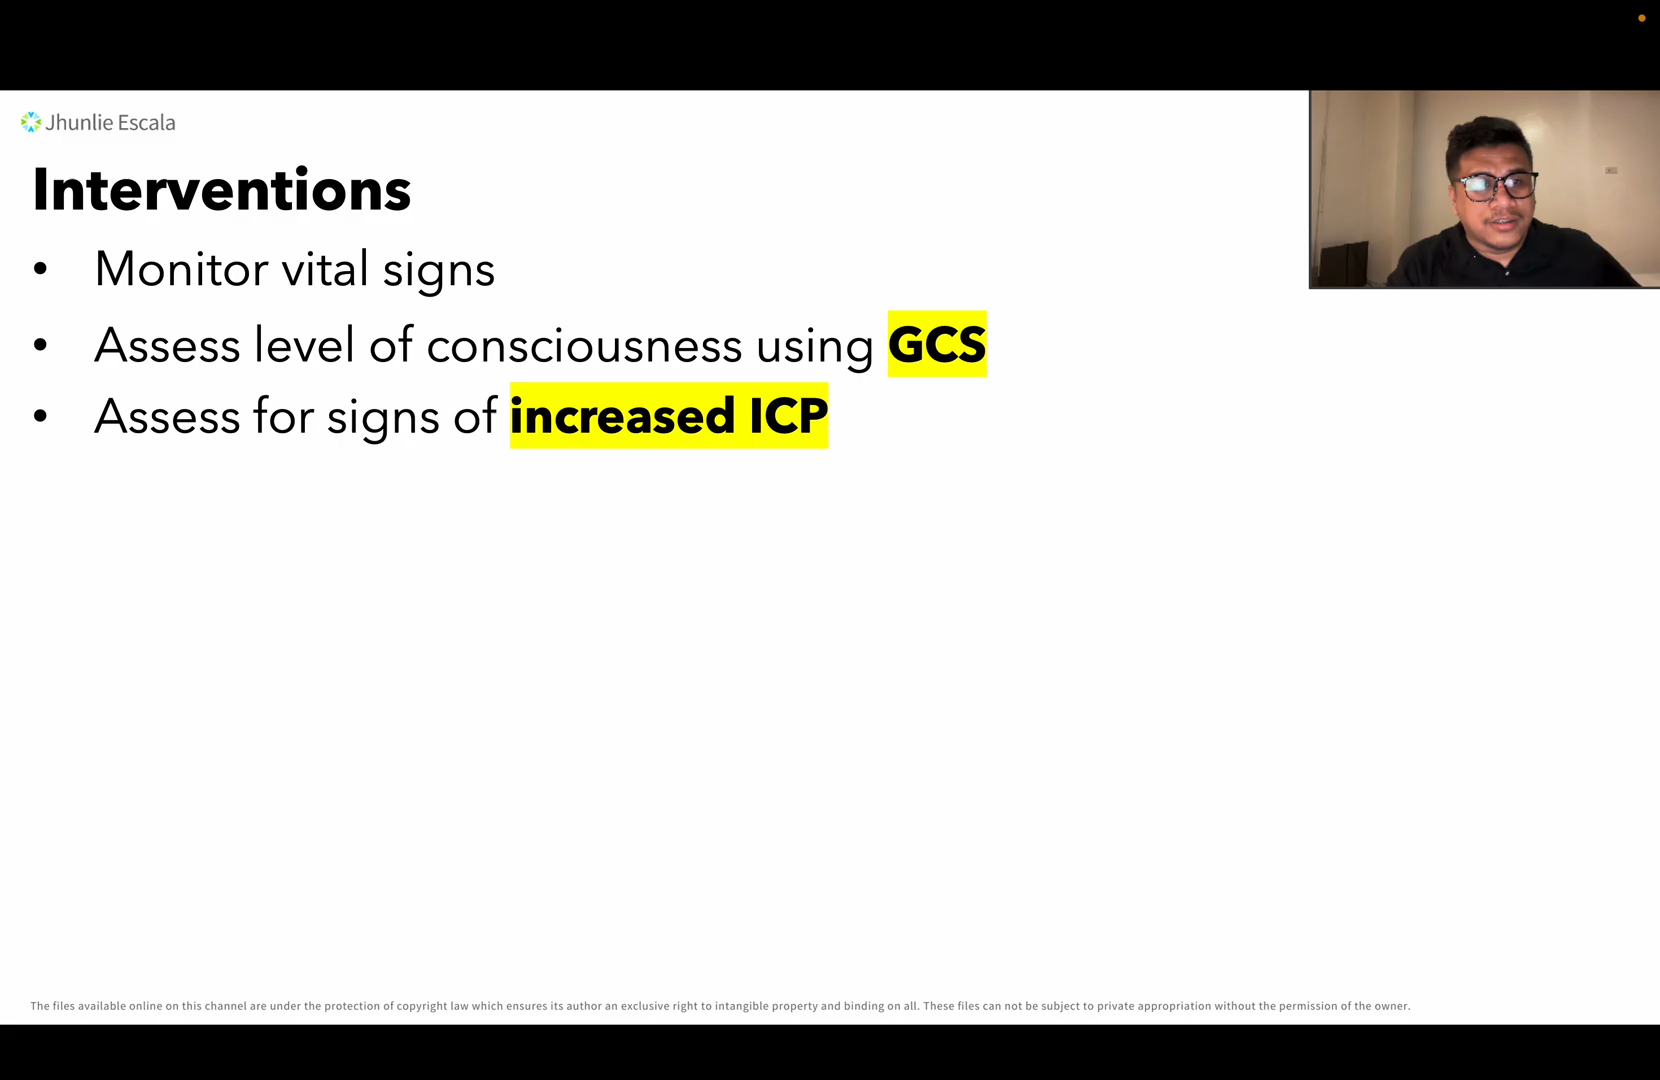 Jhunlie Escala
Interventions
• Monitor vital signs
• Assess level of consciousness using GCS
• Assess for signs of increased ICP
The files available online on this channel are under the protection of copyright law which ensures its author an exclusive right to intangible property and binding on all. These files can not be subject to private appropriation without the permission of the owner.